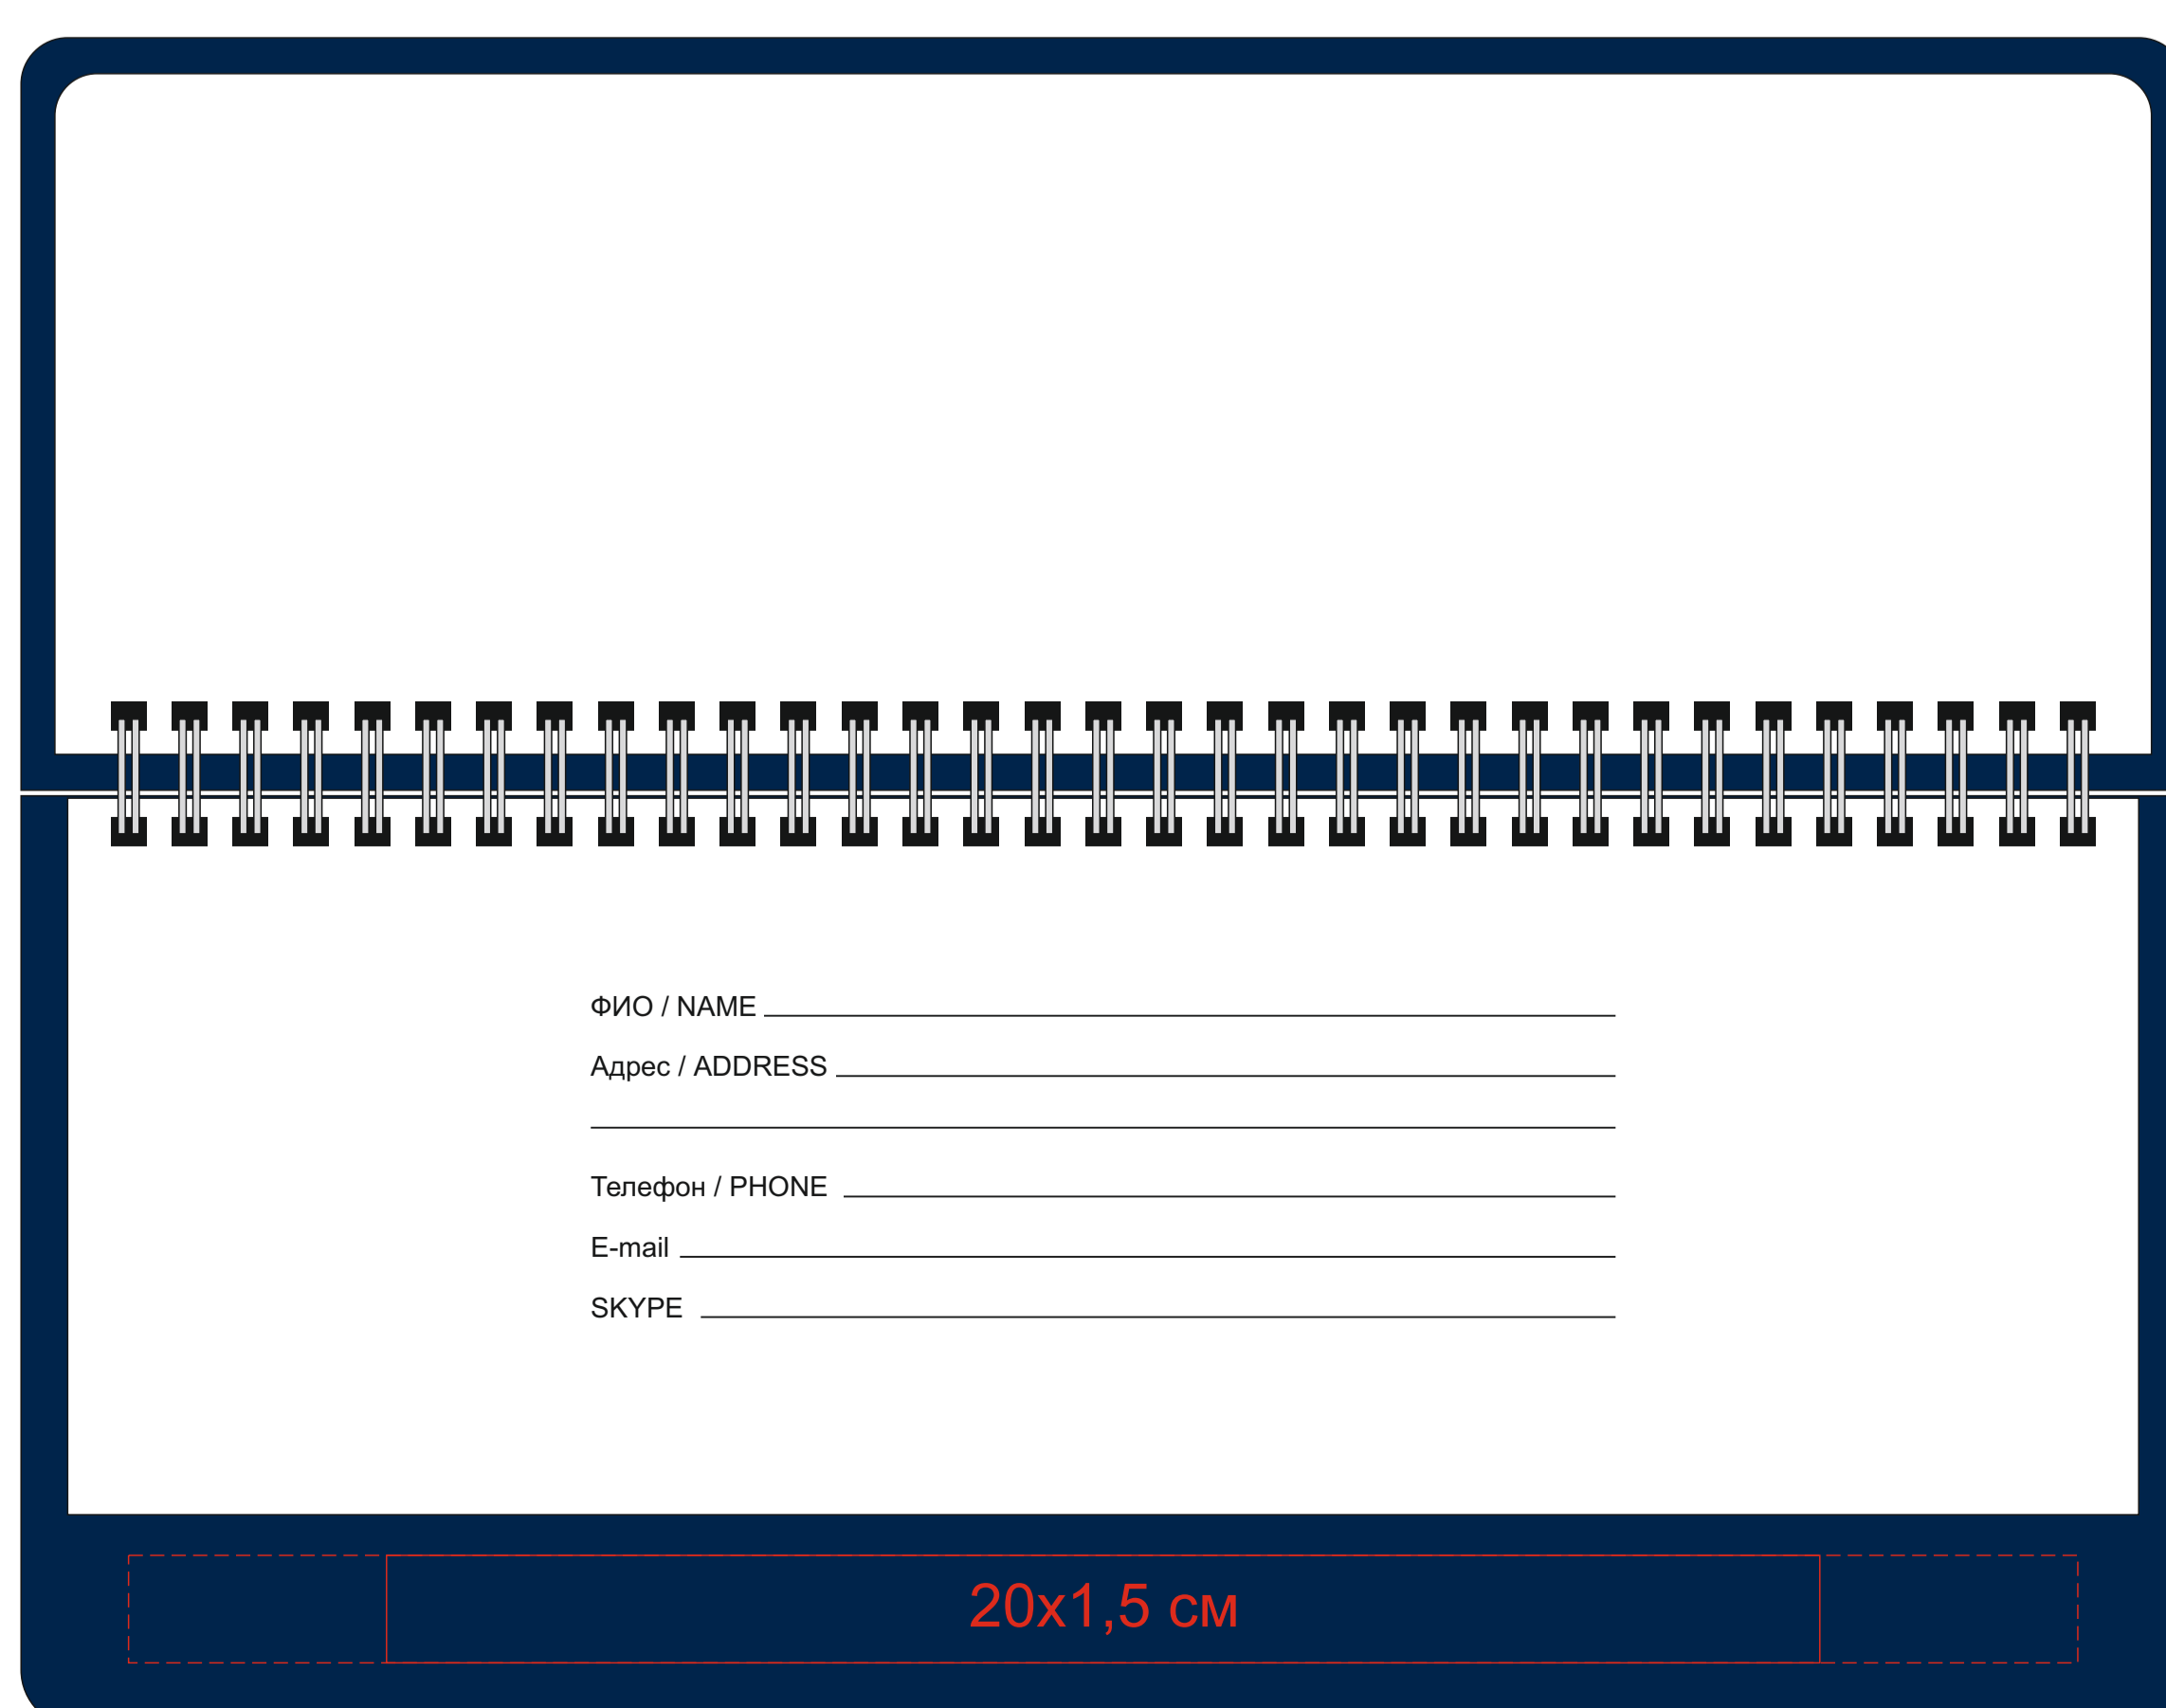 ФИО / NAME
Адрес / ADDRESS
Телефон / PHONE
E-mail
SKYPE
20x1,5 см